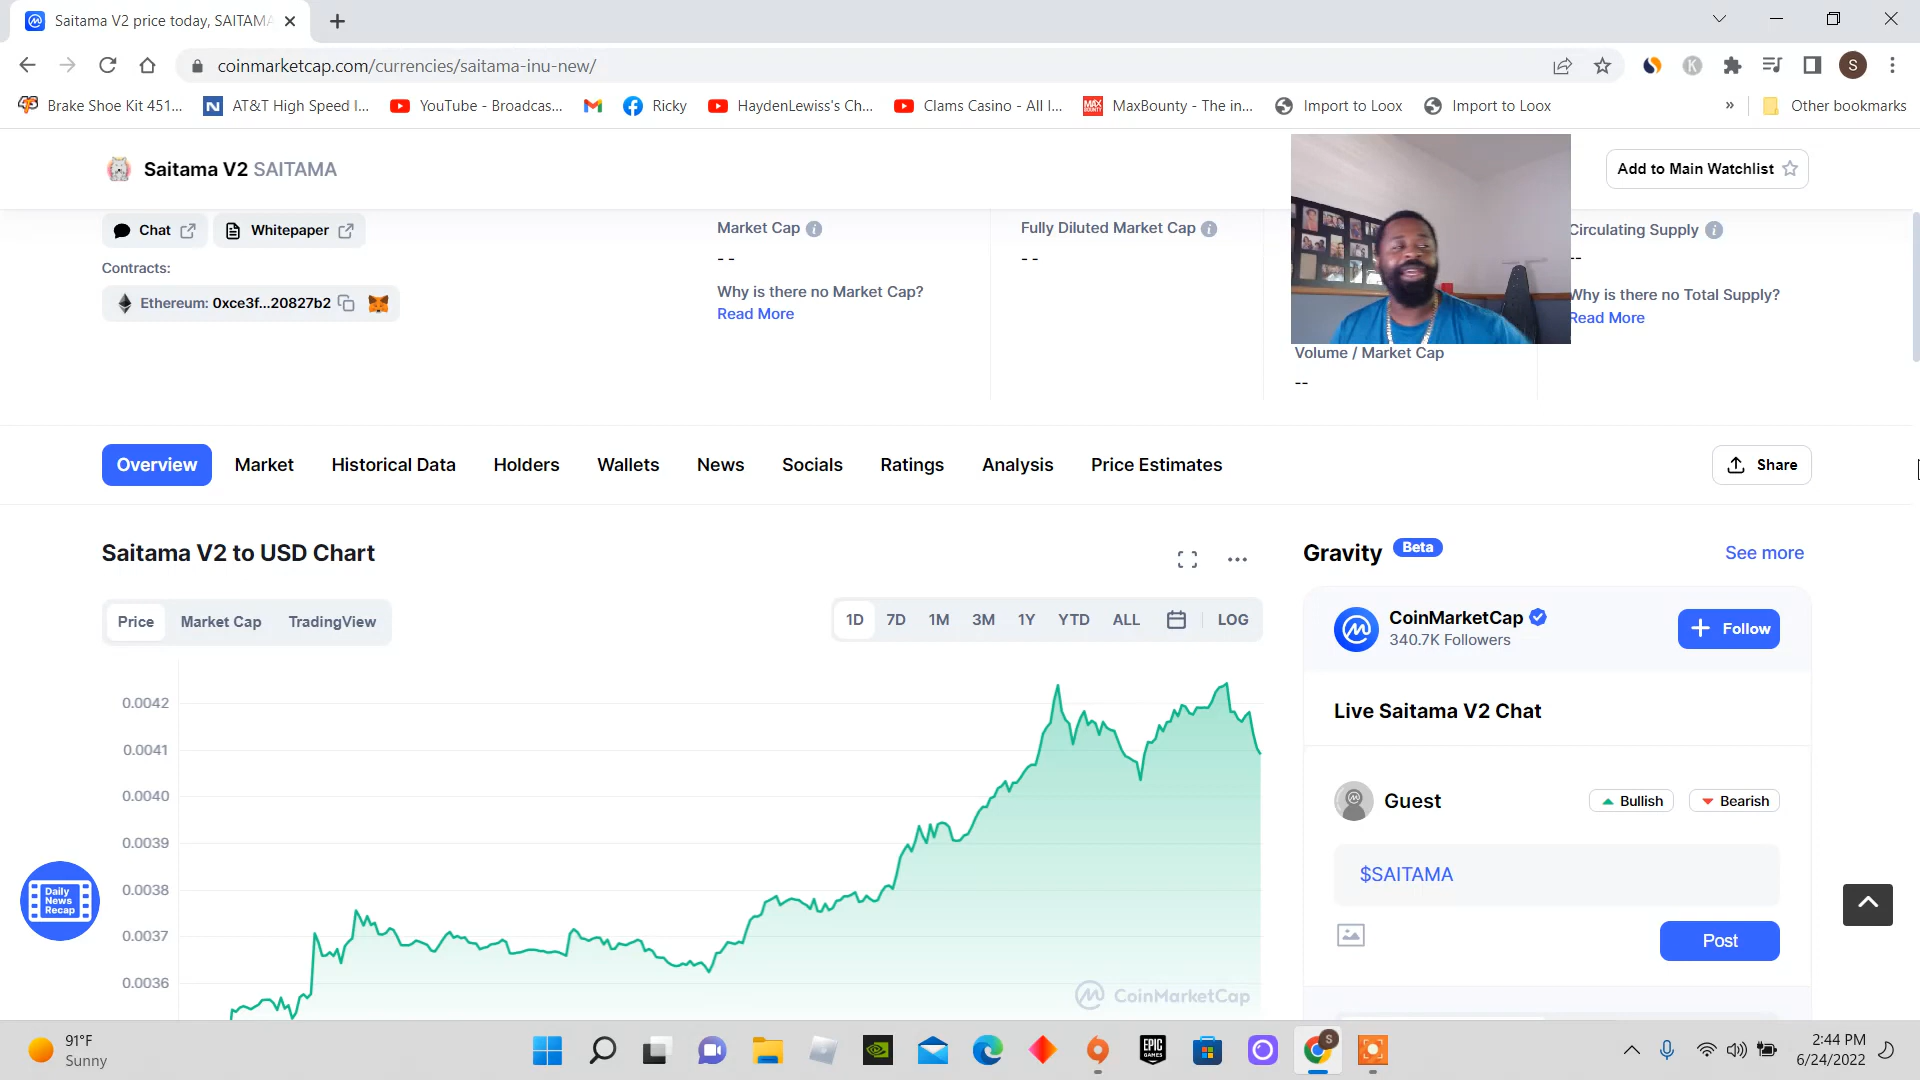 Saitama V2 price today, SAITAMA
coinmarketcap.com/currencies/saitama-inu-new/
S
Brake Shoe Kit 451...
AT&T High Speed I...
YouTube - Broadcas...
Ricky
HaydenLewiss's Ch...
Clams Casino - All I...
MaxBounty - The in...
Import to Loox
Import to Loox
»
Other bookmarks
Saitama V2 SAITAMA
Add to Main Watchlist
Chat
Whitepaper
Market Cap
Fully Diluted Market Cap
Circulating Supply
- -
- -
--
Contracts:
Ethereum: 0xce3f...20827b2
Why is there no Market Cap?
Read More
Why is there no Total Supply?
Read More
Volume / Market Cap
--
Overview
Market
Historical Data
Holders
Wallets
News
Socials
Ratings
Analysis
Price Estimates
Share
Saitama V2 to USD Chart
Price
Market Cap
TradingView
1D
7D
1M
3M
1Y
YTD
ALL
LOG
0.0042
0.0041
0.0040
0.0039
0.0038
0.0037
0.0036
CoinMarketCap
Gravity Beta
See more
CoinMarketCap
340.7K Followers
+ Follow
Live Saitama V2 Chat
Guest
Bullish
Bearish
$SAITAMA
Post
Daily
News
Recap
91°F
Sunny
EPIC
GAMES
S
2:44 PM
6/24/2022